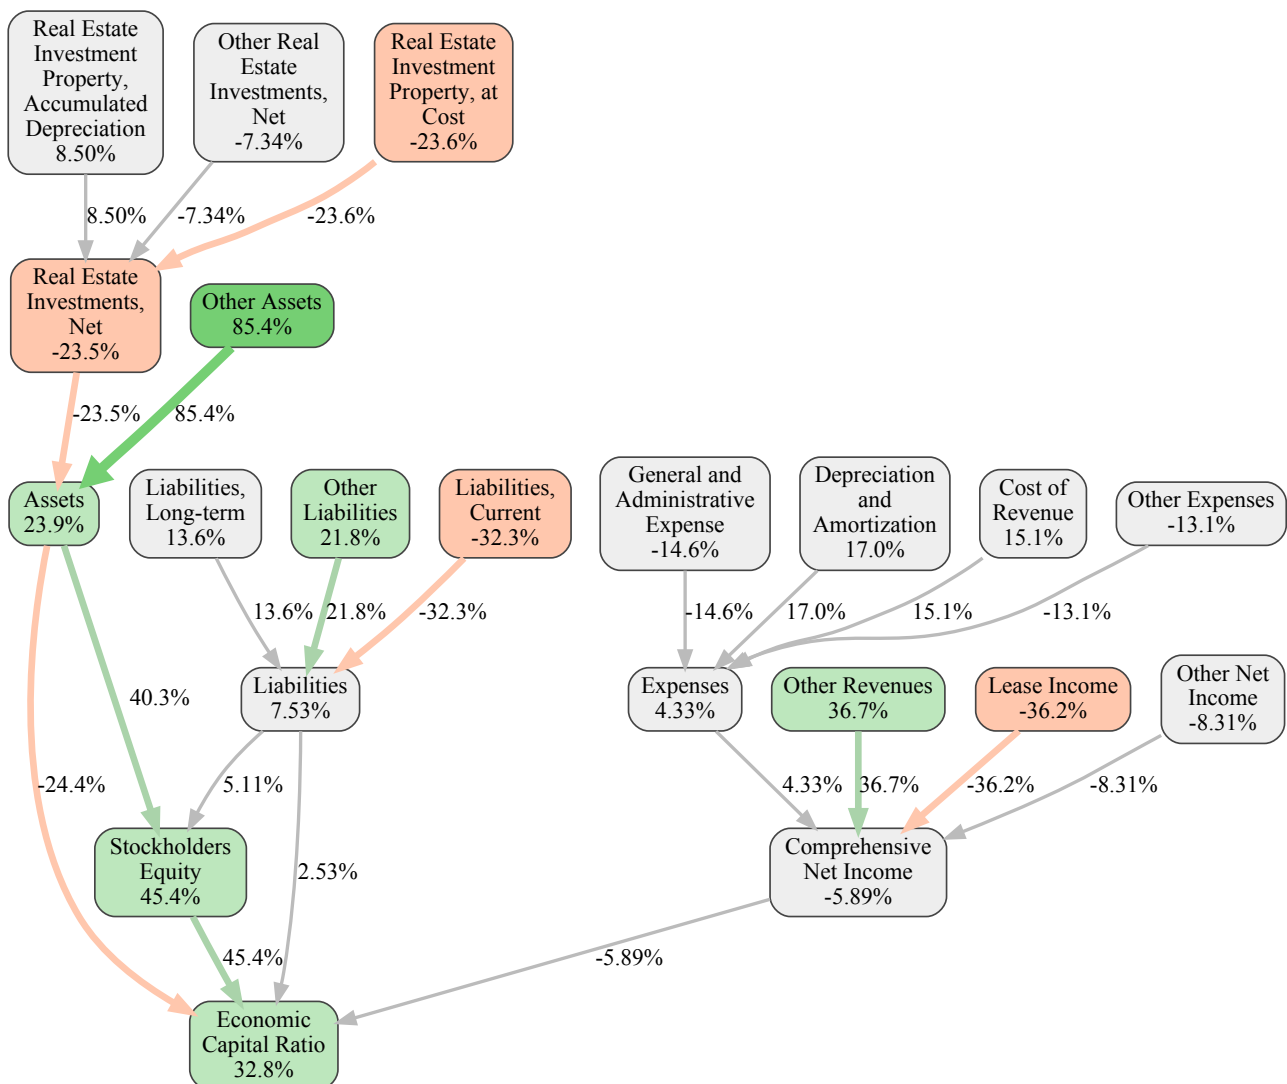 Real Estate
Investment
Property,
Accumulated
Depreciation
8.50%
Other Real
Estate
Investments,
Net
-7.34%
Real Estate
Investment
Property, at
Cost
-23.6%
8.50%
-7.34%
-23.6%
Real Estate
Investments,
Net
-23.5%
Other Assets
85.4%
-23.5%
85.4%
Assets
23.9%
Liabilities,
Long-term
13.6%
Other
Liabilities
21.8%
Liabilities,
Current
-32.3%
General and
Administrative
Expense
-14.6%
Depreciation
and
Amortization
17.0%
Cost of
Revenue
15.1%
Other Expenses
-13.1%
13.6%
21.8%
-32.3%
-14.6%
17.0%
15.1%
-13.1%
40.3%
Liabilities
7.53%
Expenses
4.33%
Other Revenues
36.7%
Lease Income
-36.2%
Other Net
Income
-8.31%
-24.4%
5.11%
4.33%
36.7%
-36.2%
-8.31%
Stockholders
Equity
45.4%
2.53%
Comprehensive
Net Income
-5.89%
45.4%
-5.89%
Economic
Capital Ratio
32.8%